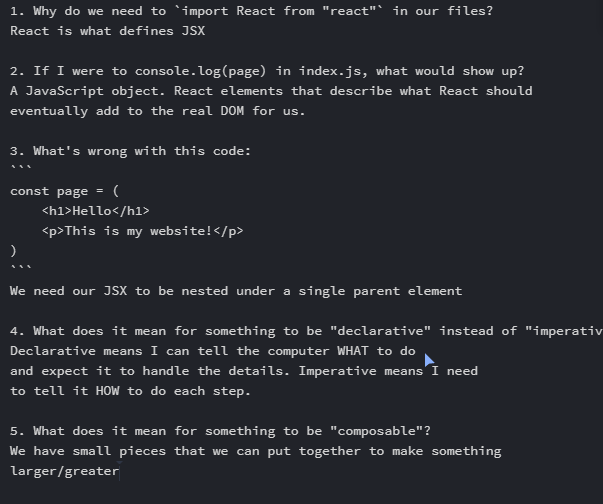 1. Why do we need to `import React from "react"` in our files?
React is what defines JSX
2. If I were to console.log(page) in index.js, what would show up?
A JavaScript object. React elements that describe what React should
eventually add to the real DOM for us.
3. What's wrong with this code:
```
const page = (
    <h1>Hello</h1>
    <p>This is my website!</p>
)
```
We need our JSX to be nested under a single parent element
4. What does it mean for something to be "declarative" instead of "imperativ
Declarative means I can tell the computer WHAT to do
and expect it to handle the details. Imperative means I need
to tell it HOW to do each step.
5. What does it mean for something to be "composable"?
We have small pieces that we can put together to make something
larger/greater